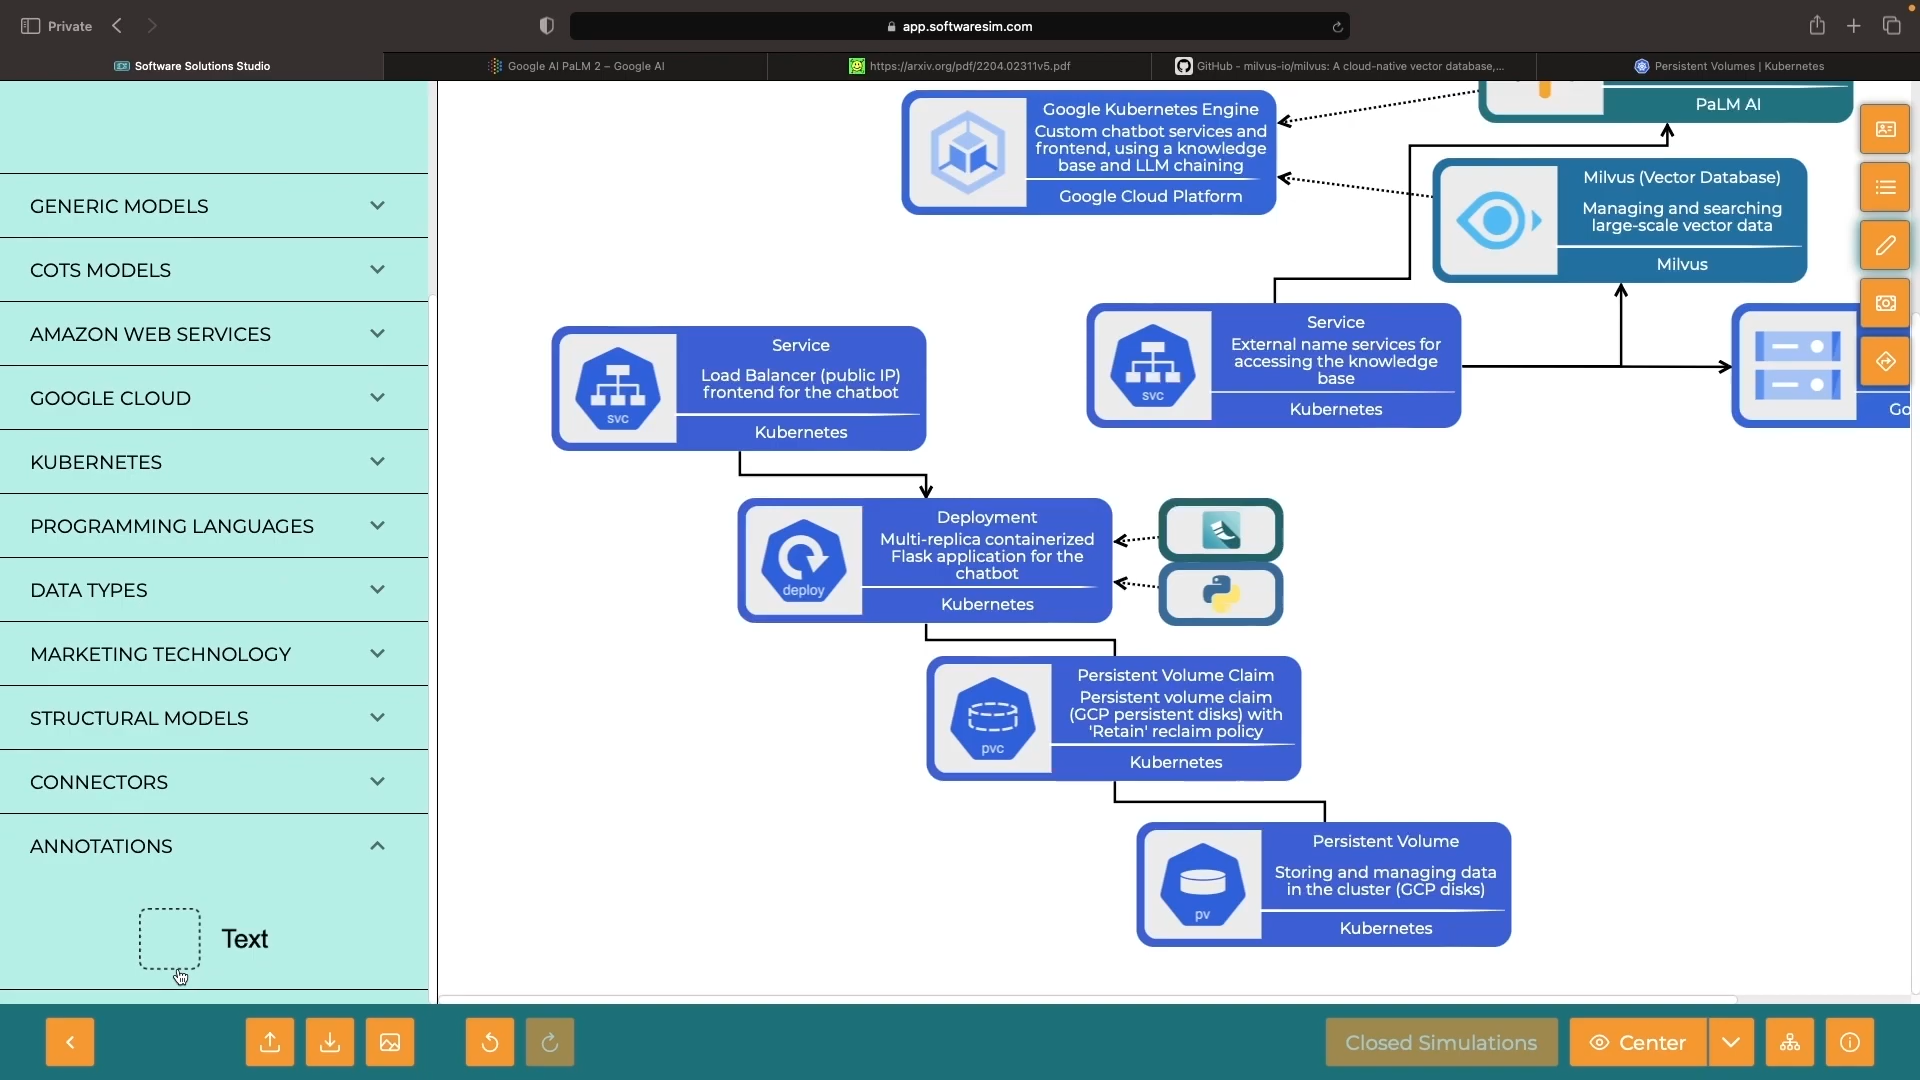 Private
app.softwaresim.com
Software Solutions Studio
Google AI PaLM 2 – Google AI
https://arxiv.org/pdf/2204.02311v5.pdf
GitHub - milvus-io/milvus: A cloud-native vector database,...
Persistent Volumes | Kubernetes
GENERIC MODELS
COTS MODELS
AMAZON WEB SERVICES
GOOGLE CLOUD
KUBERNETES
PROGRAMMING LANGUAGES
DATA TYPES
MARKETING TECHNOLOGY
STRUCTURAL MODELS
CONNECTORS
ANNOTATIONS
Text
Google Kubernetes Engine
Custom chatbot services and
frontend, using a knowledge
base and LLM chaining
Google Cloud Platform
PaLM AI
Milvus (Vector Database)
Managing and searching
large-scale vector data
Milvus
Service
Load Balancer (public IP)
frontend for the chatbot
svc
Kubernetes
Service
External name services for
accessing the knowledge
base
svc
Kubernetes
Go
Deployment
Multi-replica containerized
Flask application for the
chatbot
deploy
Kubernetes
Persistent Volume Claim
Persistent volume claim
(GCP persistent disks) with
'Retain' reclaim policy
pvc
Kubernetes
Persistent Volume
Storing and managing data
in the cluster (GCP disks)
pv
Kubernetes
Closed Simulations
Center